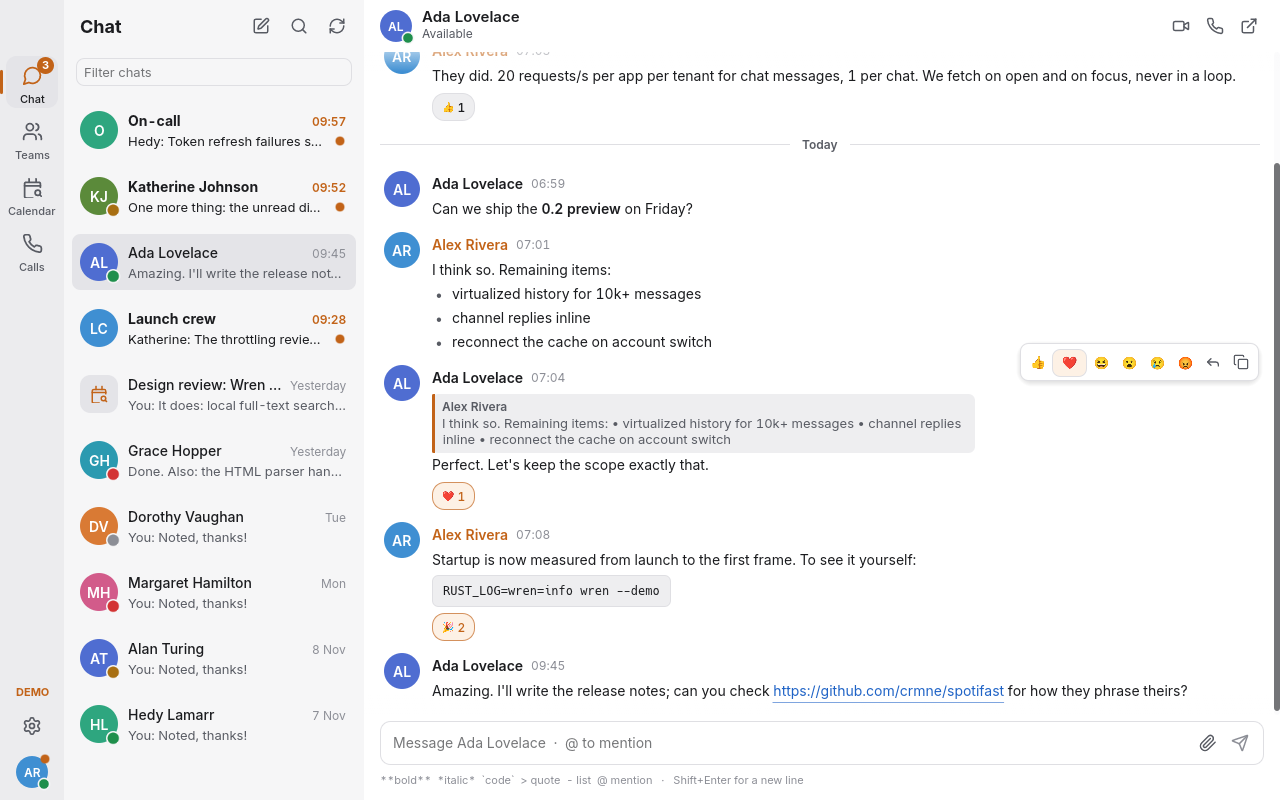 3
Chat
Teams
Calendar
Calls
DEMO
AR
Chat
Filter chats
O
On-call
09:57
Hedy: Token refresh failures s...
KJ
Katherine Johnson
09:52
One more thing: the unread di...
AL
Ada Lovelace
09:45
Amazing. I'll write the release not...
LC
Launch crew
09:28
Katherine: The throttling revie...
Design review: Wren ...
Yesterday
You: It does: local full-text search...
GH
Grace Hopper
Yesterday
Done. Also: the HTML parser han...
DV
Dorothy Vaughan
Tue
You: Noted, thanks!
MH
Margaret Hamilton
Mon
You: Noted, thanks!
AT
Alan Turing
8 Nov
You: Noted, thanks!
HL
Hedy Lamarr
7 Nov
You: Noted, thanks!
AL
Ada Lovelace
Available
AR
Alex Rivera
They did. 20 requests/s per app per tenant for chat messages, 1 per chat. We fetch on open and on focus, never in a loop.
👍 1
Today
AL
Ada Lovelace 06:59
Can we ship the 0.2 preview on Friday?
AR
Alex Rivera 07:01
I think so. Remaining items:
• virtualized history for 10k+ messages
• channel replies inline
• reconnect the cache on account switch
AL
Ada Lovelace 07:04
Alex Rivera
I think so. Remaining items: • virtualized history for 10k+ messages • channel replies
inline • reconnect the cache on account switch
Perfect. Let's keep the scope exactly that.
❤️ 1
AR
Alex Rivera 07:08
Startup is now measured from launch to the first frame. To see it yourself:
RUST_LOG=wren=info wren --demo
🎉 2
AL
Ada Lovelace 09:45
Amazing. I'll write the release notes; can you check https://github.com/crmne/spotifast for how they phrase theirs?
Message Ada Lovelace · @ to mention
**bold** *italic* `code` > quote - list @ mention · Shift+Enter for a new line